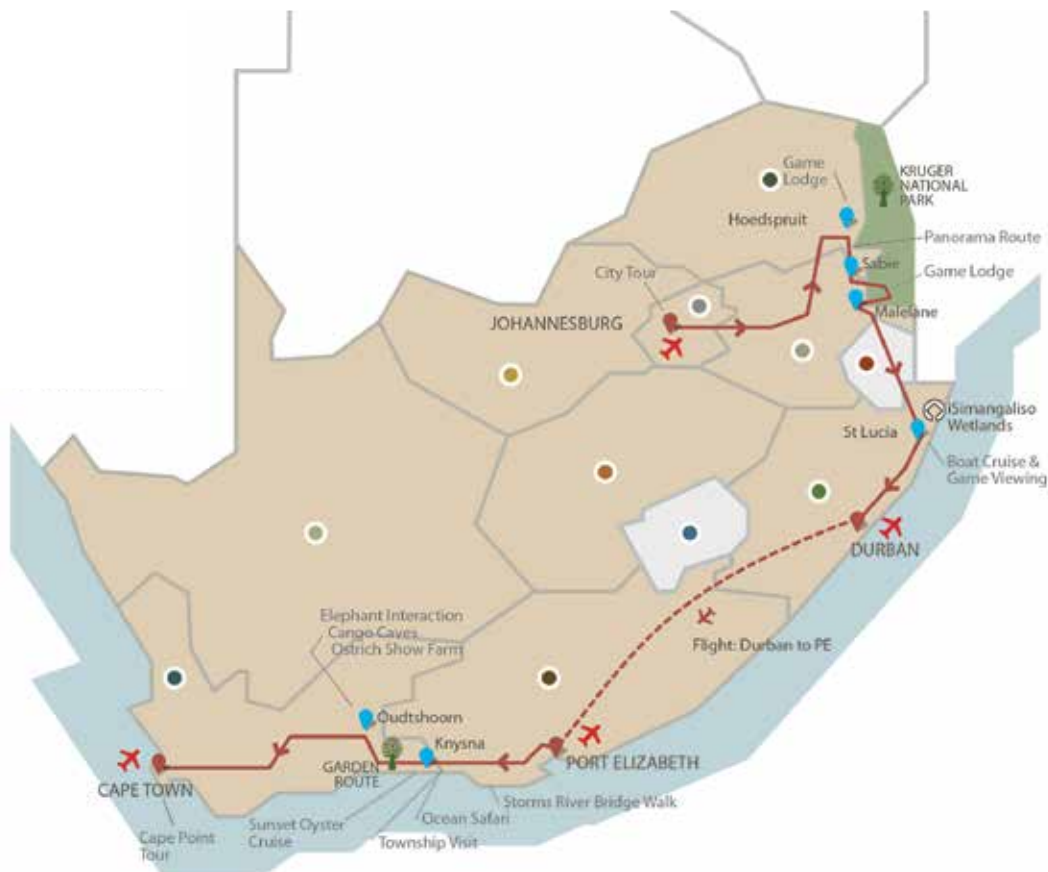 Game
Lodge
KRUGER
NATIONAL
PARK
Hoedspruit
Panorama Route
Sabie
City Tour
Game Lodge
Malelane
JOHANNESBURG
iSimangaliso
Wetlands
St Lucia
Boat Cruise &
Game Viewing
DURBAN
Elephant Interaction
Cango Caves
Ostrich Show Farm
Flight: Durban to PE
Oudtshoorn
Knysna
GARDEN
ROUTE
PORT ELIZABETH
CAPE TOWN
Storms River Bridge Walk
Sunset Oyster
Cruise
Ocean Safari
Township Visit
Cape Point
Tour